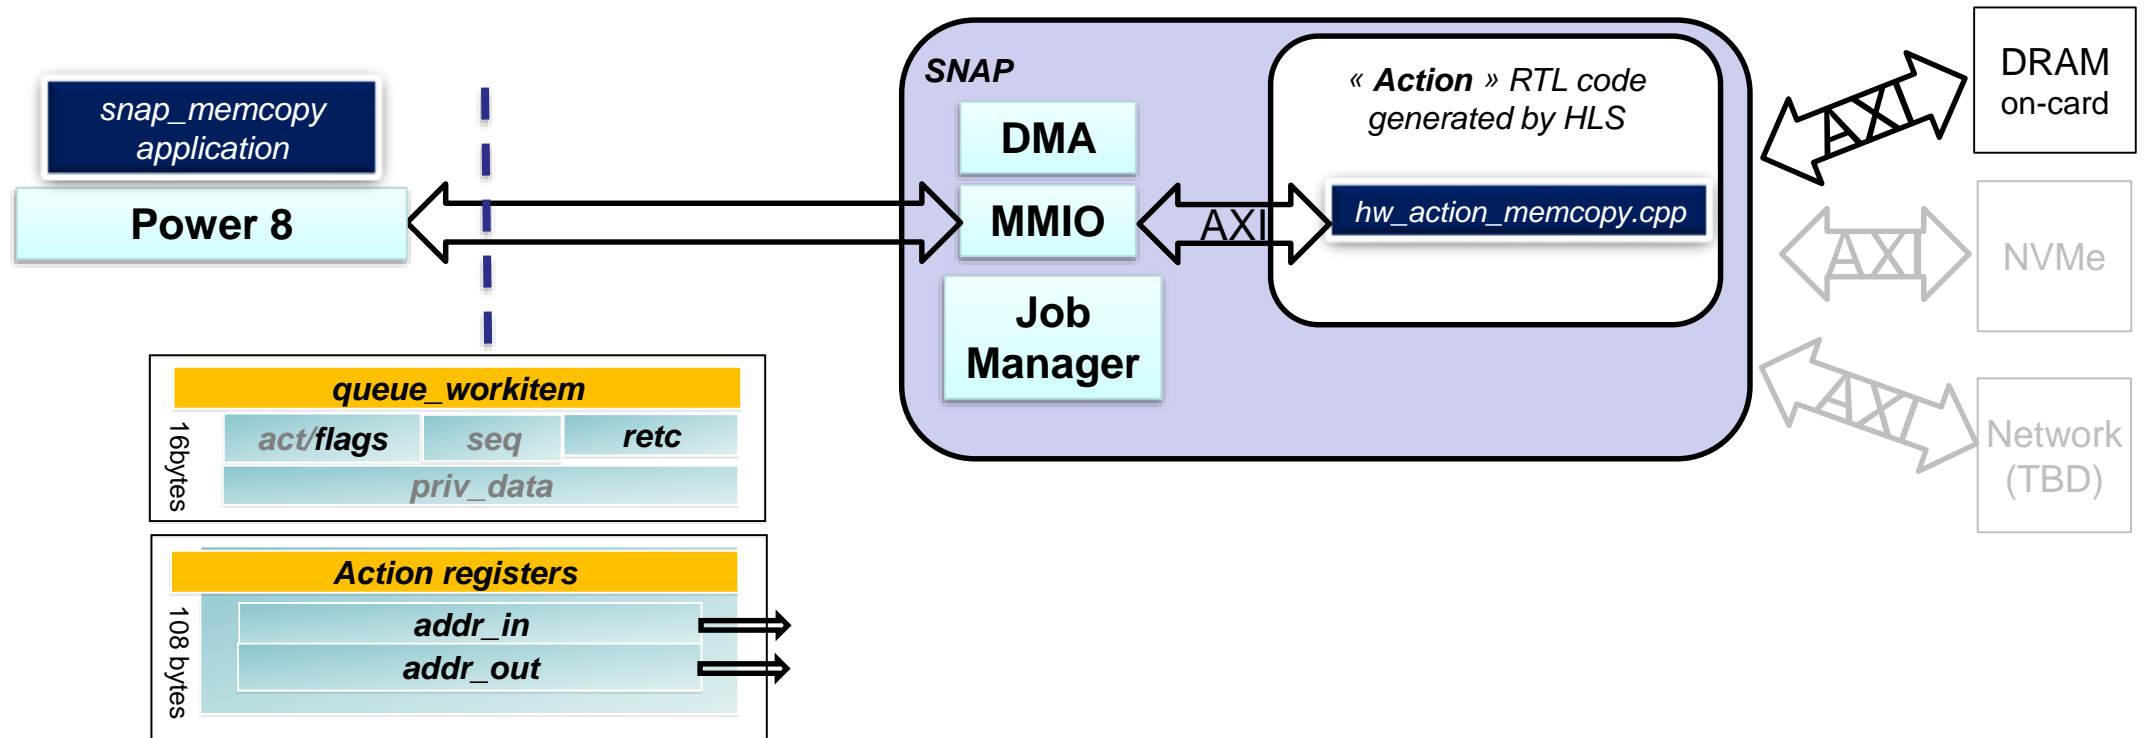 snap_memcopy
application
Power 8
SNAP
DMA
MMIO
Job
Manager
AXI
« Action » RTL code
generated by HLS
hw_action_memcopy.cpp
AXI
DRAM
on-card
AXI
NVMe
AXI
Network
(TBD)
queue_workitem
16bytes
act/flags
seq
retc
priv_data
Action registers
108 bytes
addr_in
addr_out